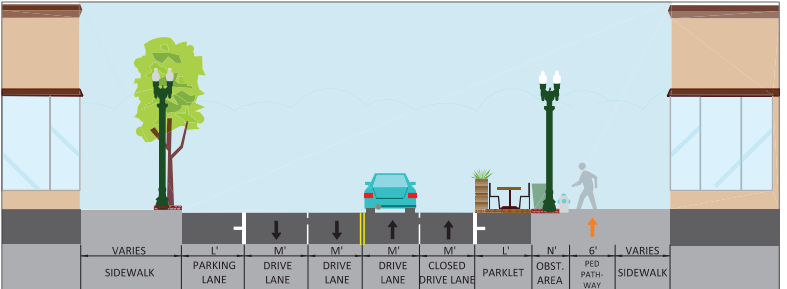 VARIES L' M' M' M' M' L' N' 6' VARIES
SIDEWALK
PARKING
LANE
DRIVE
LANE
DRIVE
LANE
DRIVE
LANE
CLOSED
DRIVE LANE
PARKLET
OBST.
AREA
PED
PATH-
WAY
SIDEWALK